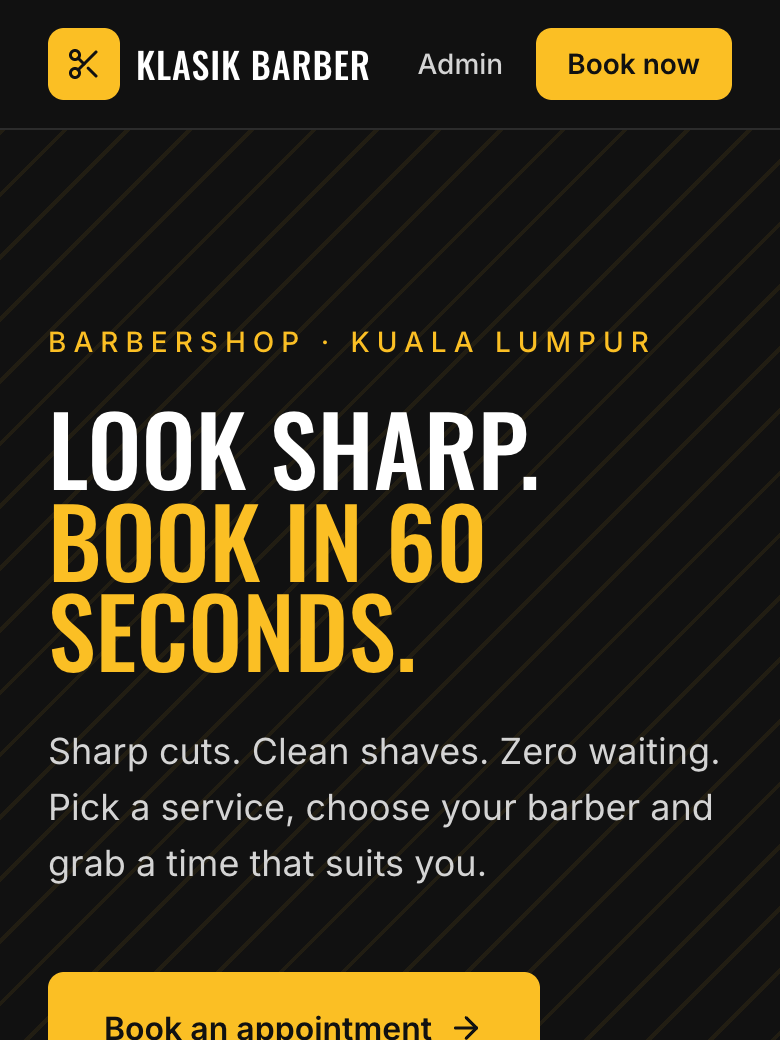 KLASIK BARBER
Admin
Book now
BARBERSHOP · KUALA LUMPUR
LOOK SHARP.
BOOK IN 60
SECONDS.
Sharp cuts. Clean shaves. Zero waiting.
Pick a service, choose your barber and
grab a time that suits you.
Book an appointment →